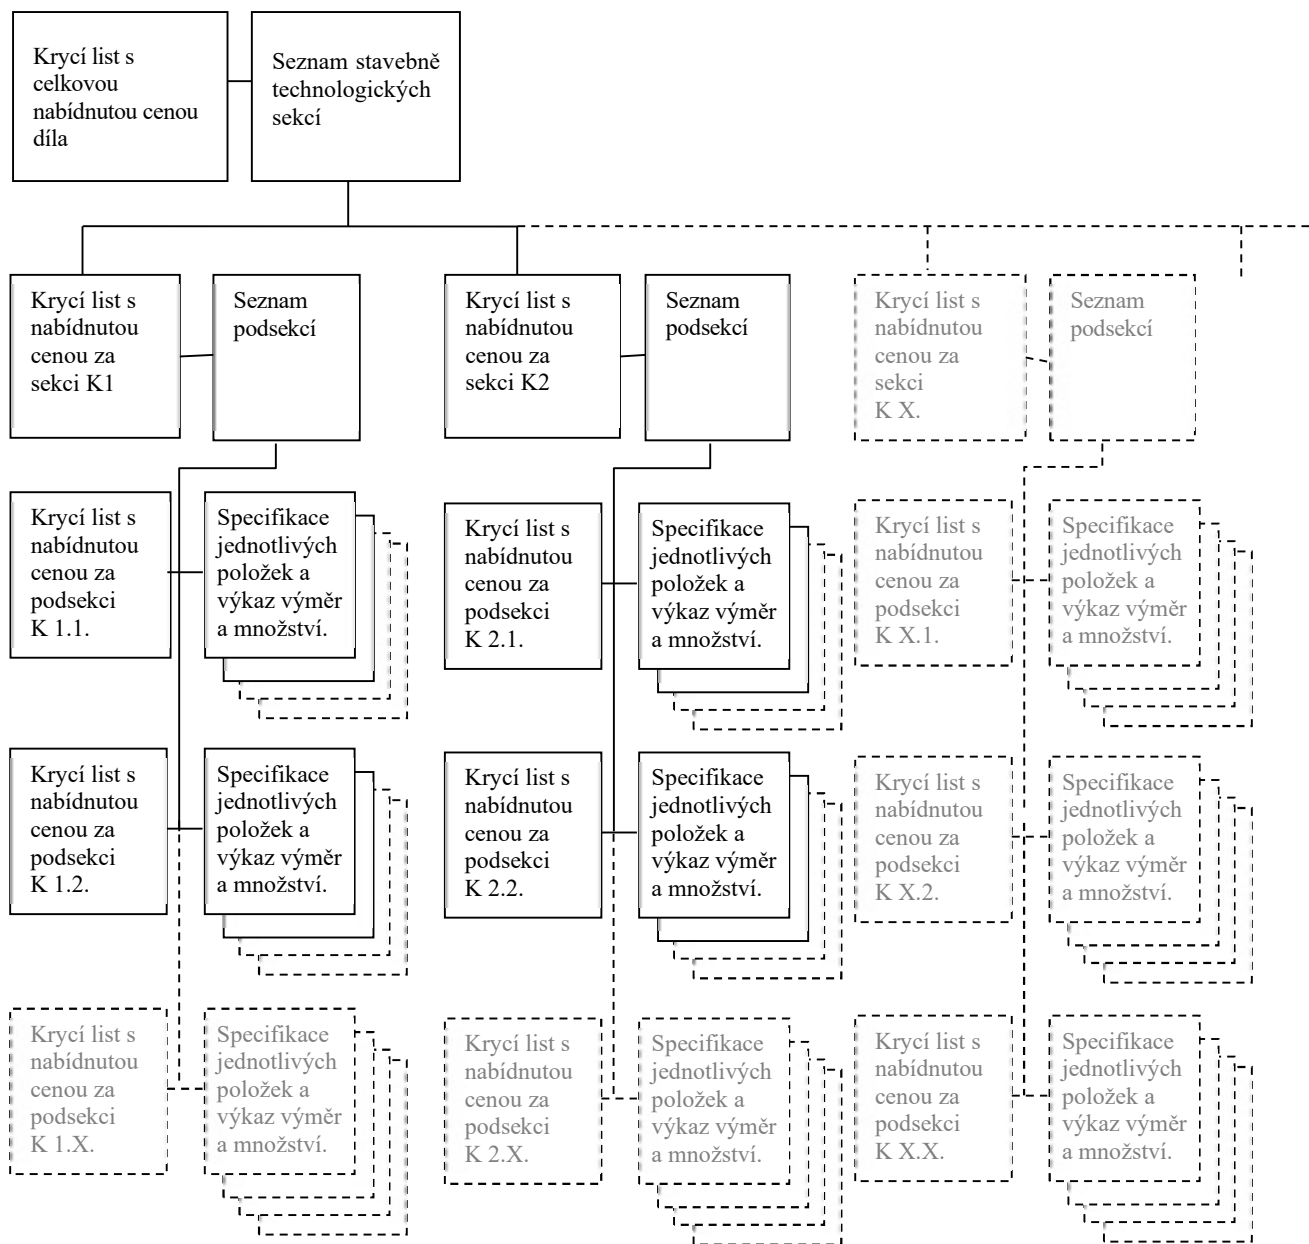 Krycí list s
celkovou
nabídnutou cenou
díla
Seznam stavebně
technologických
sekcí
Krycí list s
nabídnutou
cenou za
sekci K1
Seznam
podsekcí
Krycí list s
nabídnutou
cenou za
sekci K2
Seznam
podsekcí
Krycí list s
nabídnutou
cenou za
sekci
K X.
Seznam
podsekcí
Krycí list s
nabídnutou
cenou za
podsekci
K 1.1.
Specifikace
jednotlivých
položek a
výkaz výměr
a množství.
Krycí list s
nabídnutou
cenou za
podsekci
K 2.1.
Specifikace
jednotlivých
položek a
výkaz výměr
a množství.
Krycí list s
nabídnutou
cenou za
podsekci
K X.1.
Specifikace
jednotlivých
položek a
výkaz výměr
a množství.
Krycí list s
nabídnutou
cenou za
podsekci
K 1.2.
Specifikace
jednotlivých
položek a
výkaz výměr
a množství.
Krycí list s
nabídnutou
cenou za
podsekci
K 2.2.
Specifikace
jednotlivých
položek a
výkaz výměr
a množství.
Krycí list s
nabídnutou
cenou za
podsekci
K X.2.
Specifikace
jednotlivých
položek a
výkaz výměr
a množství.
Krycí list s
nabídnutou
cenou za
podsekci
K 1.X.
Specifikace
jednotlivých
položek a
výkaz výměr
a množství.
Krycí list s
nabídnutou
cenou za
podsekci
K 2.X.
Specifikace
jednotlivých
položek a
výkaz výměr
a množství.
Krycí list s
nabídnutou
cenou za
podsekci
K X.X.
Specifikace
jednotlivých
položek a
výkaz výměr
a množství.